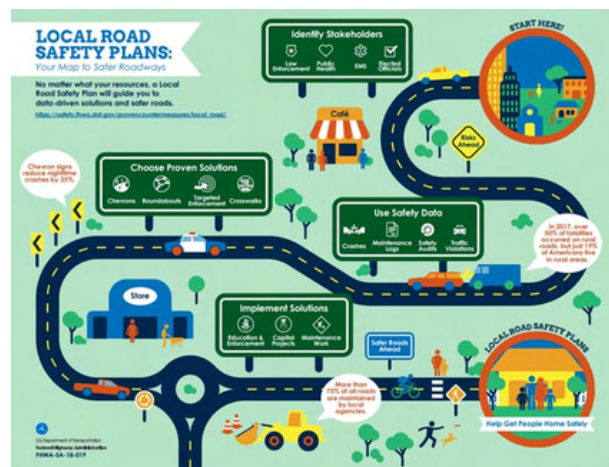 LOCAL ROAD
SAFETY PLANS:
Your Map to Safer Roadways
No matter what your resources, a Local
Road Safety Plan will guide you to
data-driven solutions and safer roads.
https://safety.fhwa.dot.gov/provencountermeasures/local_road/
Identify Stakeholders
Law
Enforcement
Public
Health
EMS
Elected
Officials
START HERE!
Café
Risks
Ahead
Chevron signs
reduce nighttime
crashes by 25%.
Choose Proven Solutions
Chevrons
Roundabouts
Targeted
Enforcement
Crosswalks
Use Safety Data
Crashes
Maintenance
Logs
Safety
Audits
Traffic
Violations
In 2017, over
50% of fatalities
occurred on rural
roads, but just 19%
of Americans live
in rural areas.
Store
Implement Solutions
Education &
Enforcement
Capital
Projects
Maintenance
Work
Safer Roads
Ahead
LOCAL ROAD SAFETY PLANS
Help Get People Home Safely
More than
75% of all roads
are maintained
by local
agencies.
US Department of Transportation
Federal Highway Administration
FHWA-SA-18-019